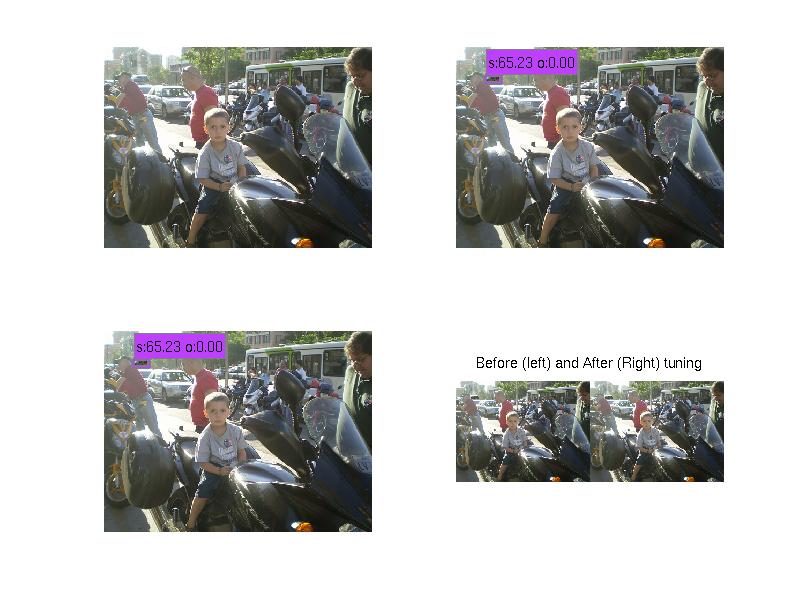 s:65.23 o:0.00
s:65.23 o:0.00
Before (left) and After (Right) tuning